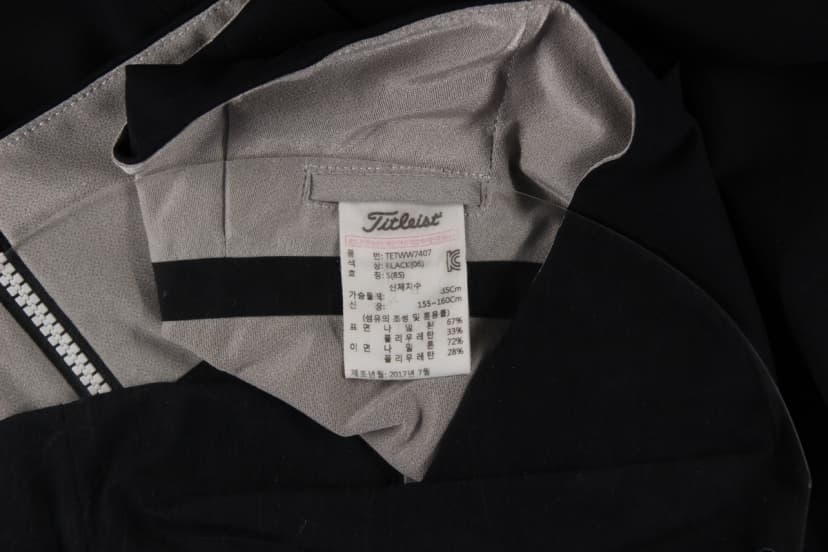 Titleist
품 번: TETWW7407
색 상: BLACK(06)
호 칭: S(85)
신체치수
가슴둘레: 85Cm
신 장: 155~160Cm
(섬유의 조성 및 혼용률)
표 면 나 일 론 67%
폴 리 우 레 탄 33%
이 면 나 일 론 72%
폴 리 우 레 탄 28%
제조년월: 2017년 7월